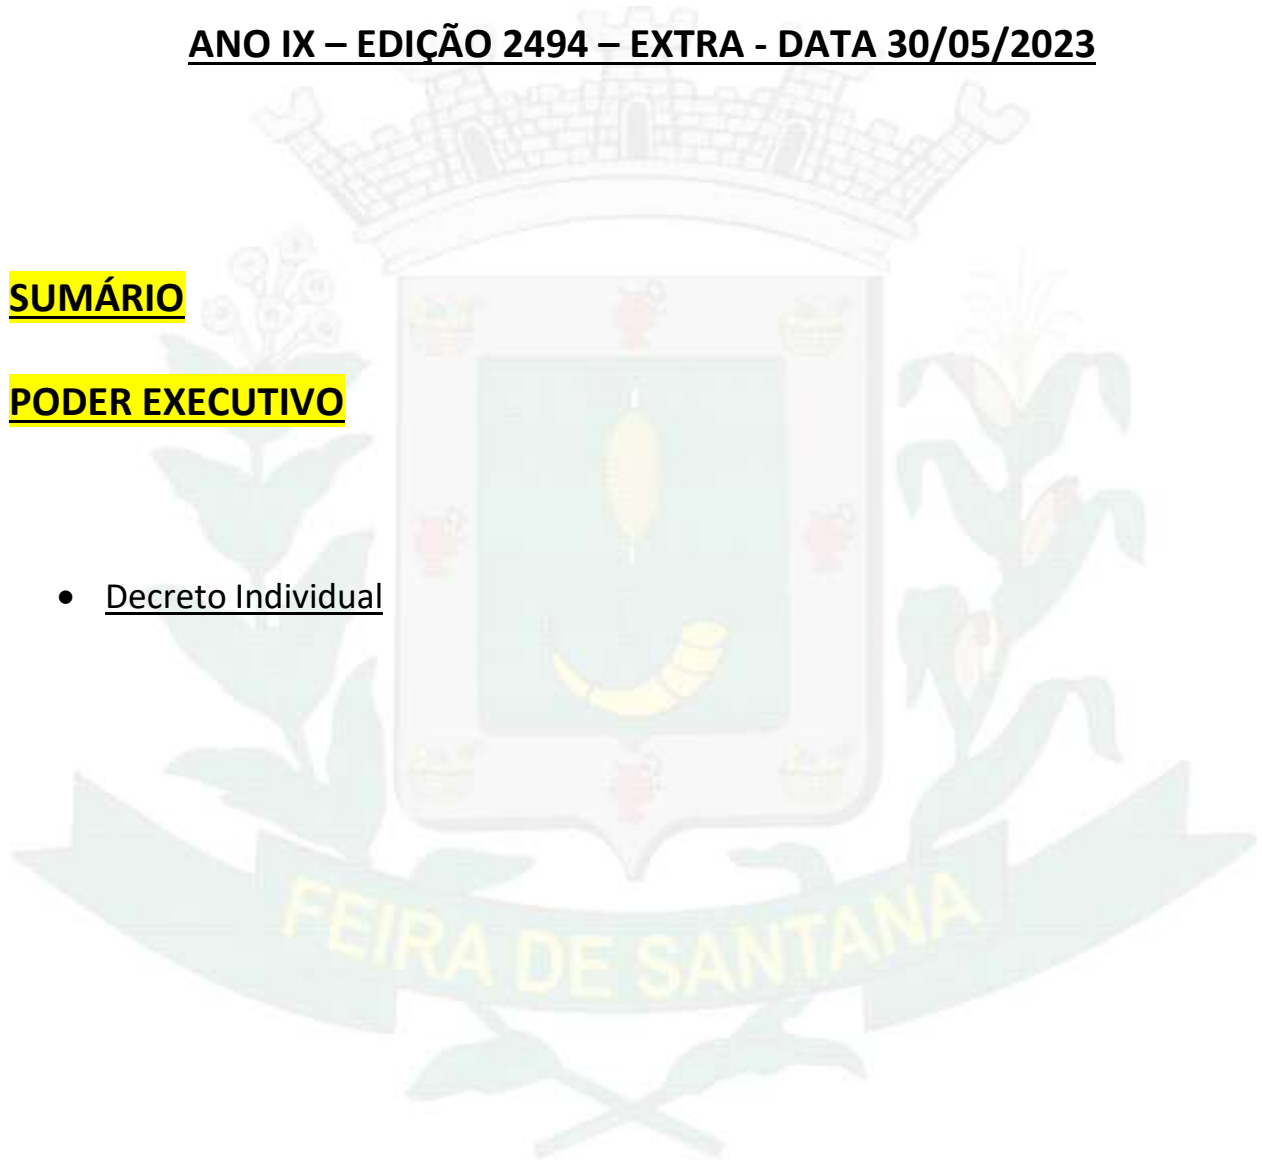 ANO IX – EDIÇÃO 2494 – EXTRA - DATA 30/05/2023
SUMÁRIO
PODER EXECUTIVO
• Decreto Individual
FEIRA DE SANTANA